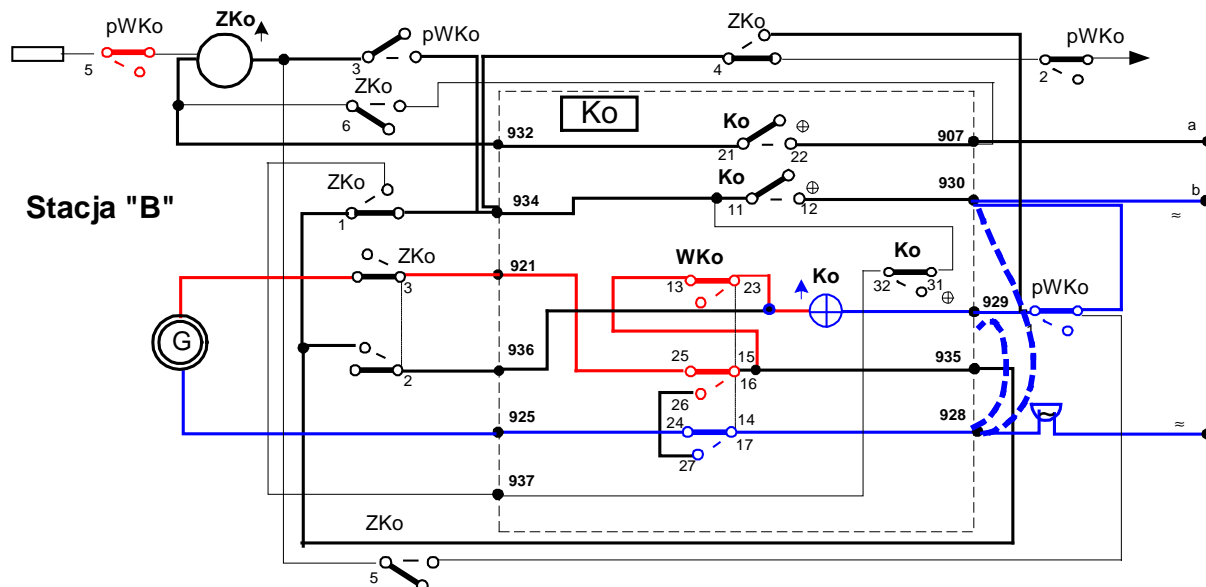 pWKo ZKo pWKo ZKo pWKo
5 3 4 2
ZKo
6
Ko
932 Ko 907 a
21 22
ZKo Ko 930 b
Stacja "B" 934
1 11 12 ≈
ZKo 921 WKo Ko Ko
3 13 23 32 31
929 pWKo
G
936 25 15 935
2 16
26
925 24 14 928
17 ≈
27
937
ZKo
5